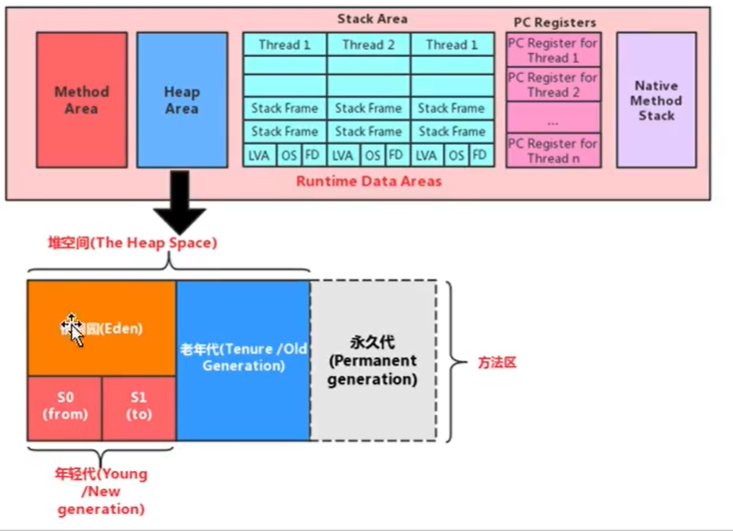 Stack Area
PC Registers
Method
Area
Heap
Area
Thread 1
Thread 2
Thread 1
Stack Frame
Stack Frame
Stack Frame
Stack Frame
Stack Frame
Stack Frame
LVA
OS
FD
LVA
OS
FD
LVA
OS
FD
PC Register for
Thread 1
PC Register for
Thread 2
...
PC Register for
Thread n
Native
Method
Stack
Runtime Data Areas
堆空间(The Heap Space)
园(Eden)
S0
(from)
S1
(to)
老年代(Tenure /Old
Generation)
永久代
(Permanent
generation)
方法区
年轻代(Young
/New
generation)